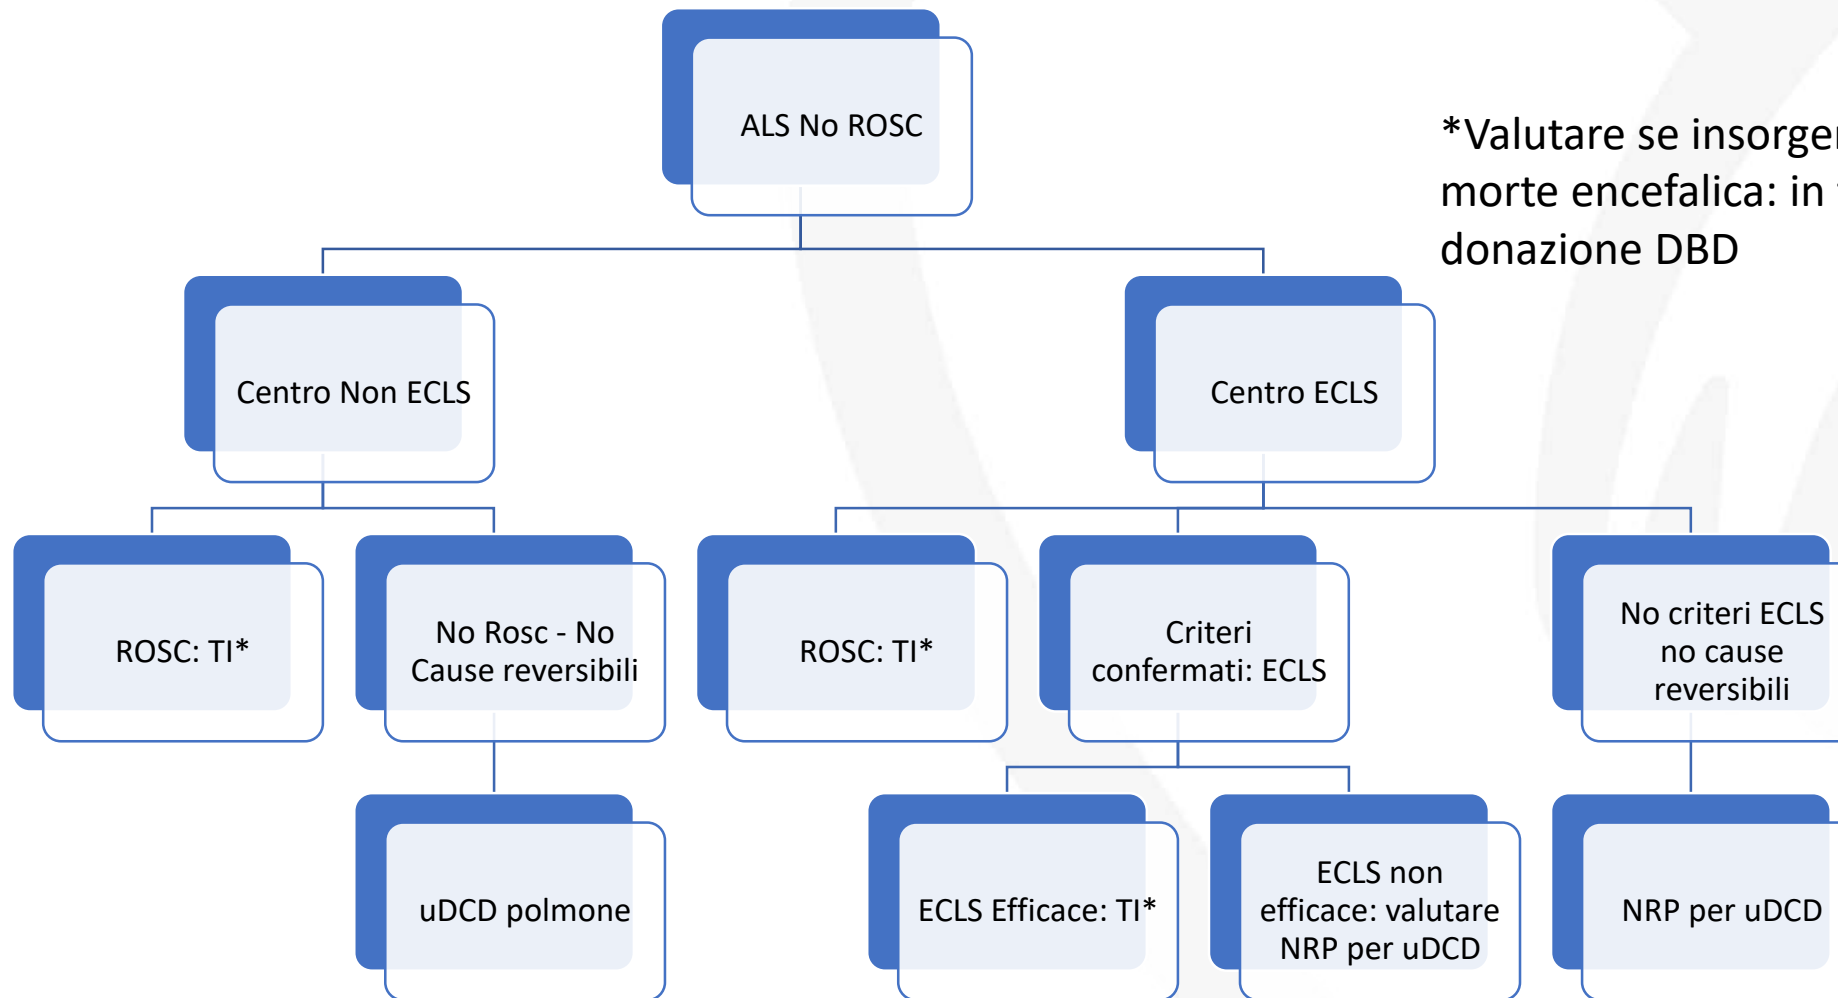 ALS No ROSC
*Valutare se
morte encefalica: in
donazione DBD
Centro Non ECLS
Centro ECLS
ROSC: TI*
No Rosc - No
Cause reversibili
ROSC: TI*
Criteri
confermati: ECLS
No criteri ECLS
no cause
reversibili
uDCD polmone
ECLS Efficace: TI*
ECLS non
efficace: valutare
NRP per uDCD
NRP per uDCD